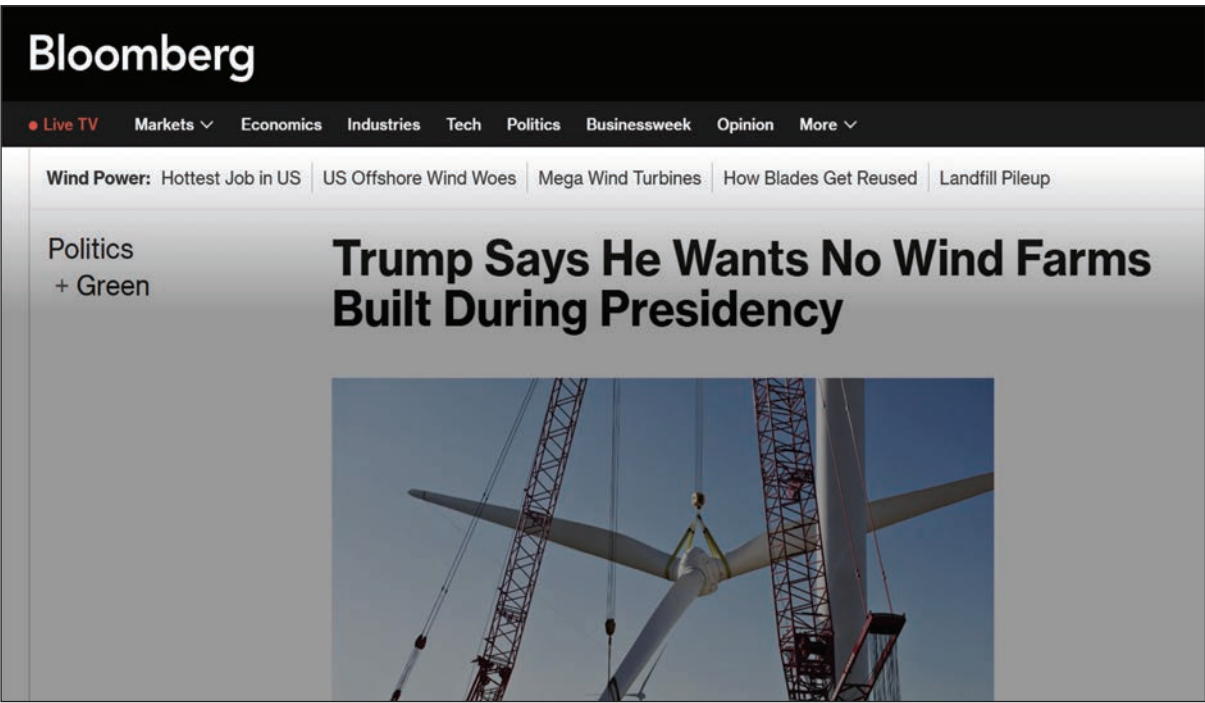 Bloomberg
Live TV Markets Economics Industries Tech Politics Businessweek Opinion More
Wind Power: Hottest Job in US US Offshore Wind Woes Mega Wind Turbines How Blades Get Reused Landfill Pileup
Politics
+ Green
Trump Says He Wants No Wind Farms
Built During Presidency